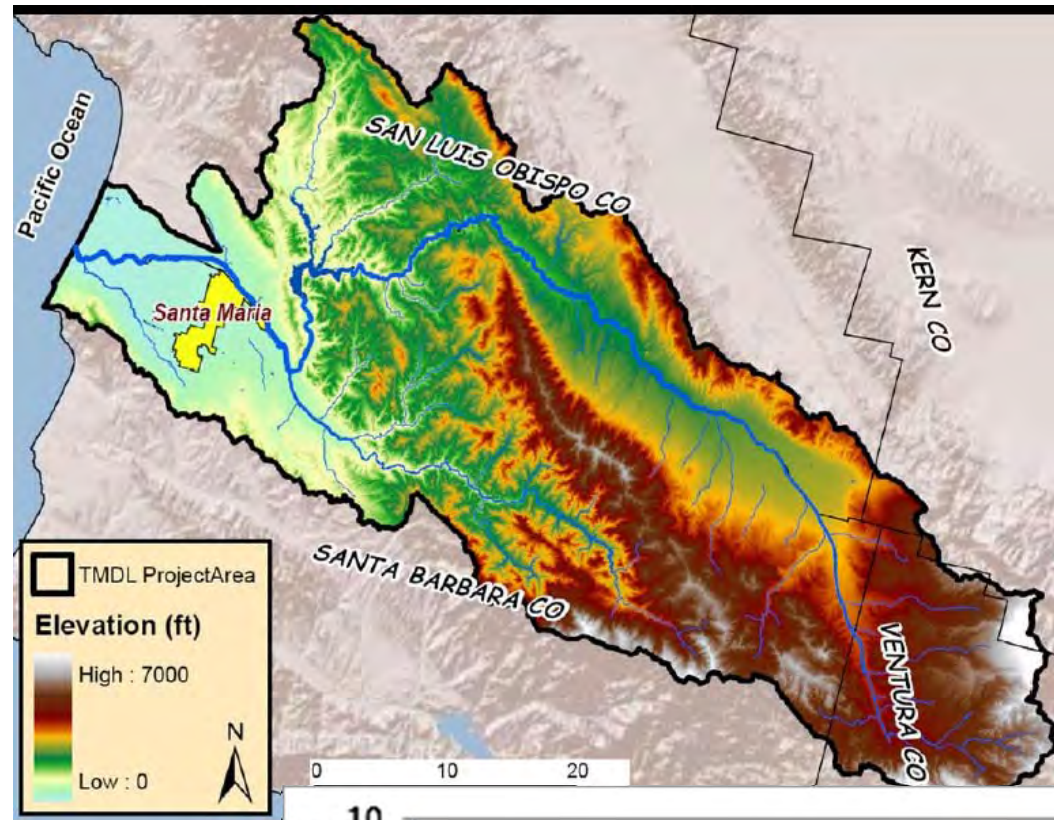 SAN LUIS OBISPO CO
Pacific Ocean
KERN CO
Santa Maria
SANTA BARBARA CO
VENTURA CO
TMDL ProjectArea
Elevation (ft)
High : 7000
Low : 0
N
0 10 20
10